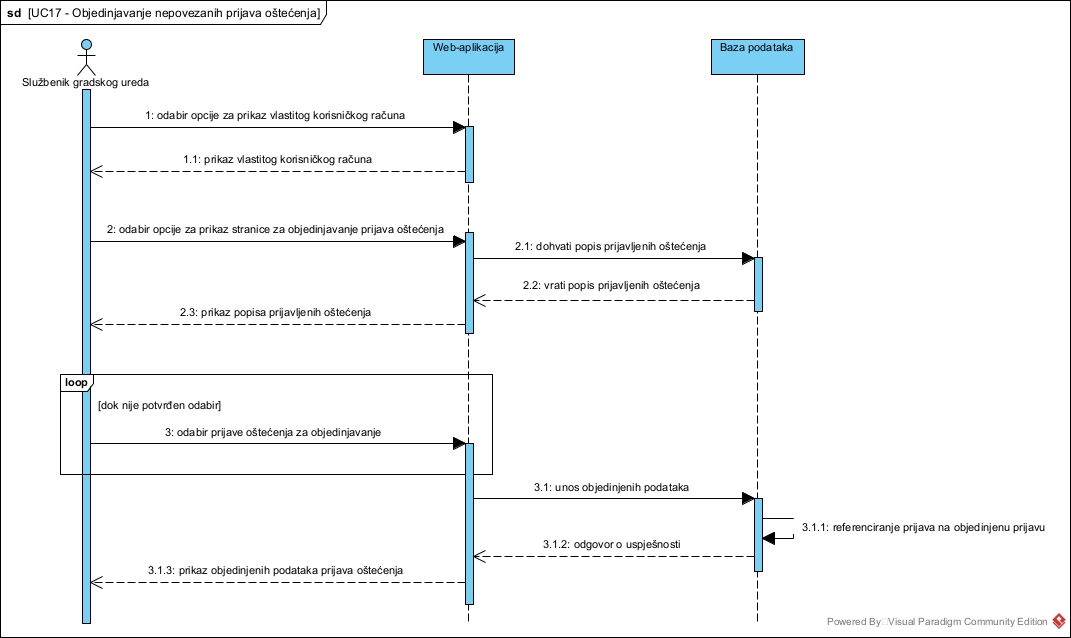 sd [UC17 - Objedinjavanje nepovezanih prijava oštećenja]
Službenik gradskog ureda
Web-aplikacija
Baza podataka
1: odabir opcije za prikaz vlastitog korisničkog računa
1.1: prikaz vlastitog korisničkog računa
2: odabir opcije za prikaz stranice za objedinjavanje prijava oštećenja
2.1: dohvati popis prijavljenih oštećenja
2.2: vrati popis prijavljenih oštećenja
2.3: prikaz popisa prijavljenih oštećenja
loop
[dok nije potvrđen odabir]
3: odabir prijave oštećenja za objedinjavanje
3.1: unos objedinjenih podataka
3.1.1: referenciranje prijava na objedinjenu prijavu
3.1.2: odgovor o uspješnosti
3.1.3: prikaz objedinjenih podataka prijava oštećenja
Powered By Visual Paradigm Community Edition